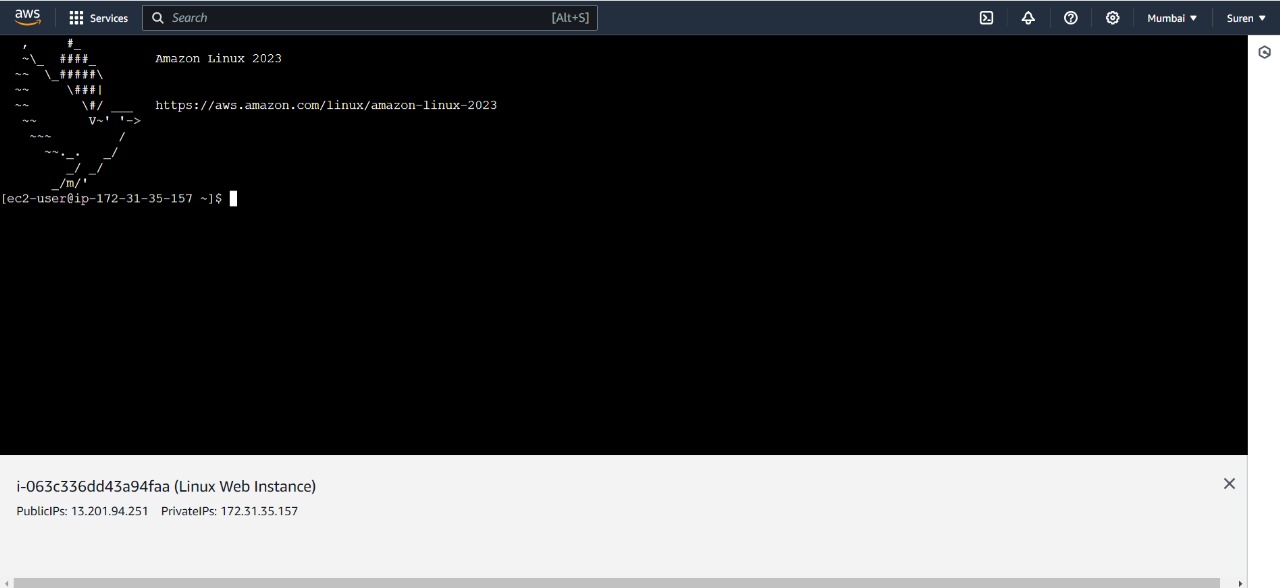 aws Services Search [Alt+S] Mumbai Suren
   ,     #_
   ~\_  ####_        Amazon Linux 2023
  ~~  \_#####\
  ~~     \###|
  ~~       \#/ ___   https://aws.amazon.com/linux/amazon-linux-2023
   ~~       V~' '->
    ~~~         /
      ~~._.   _/
         _/ _/
       _/m/'
[ec2-user@ip-172-31-35-157 ~]$
i-063c336dd43a94faa (Linux Web Instance)
PublicIPs: 13.201.94.251 PrivateIPs: 172.31.35.157